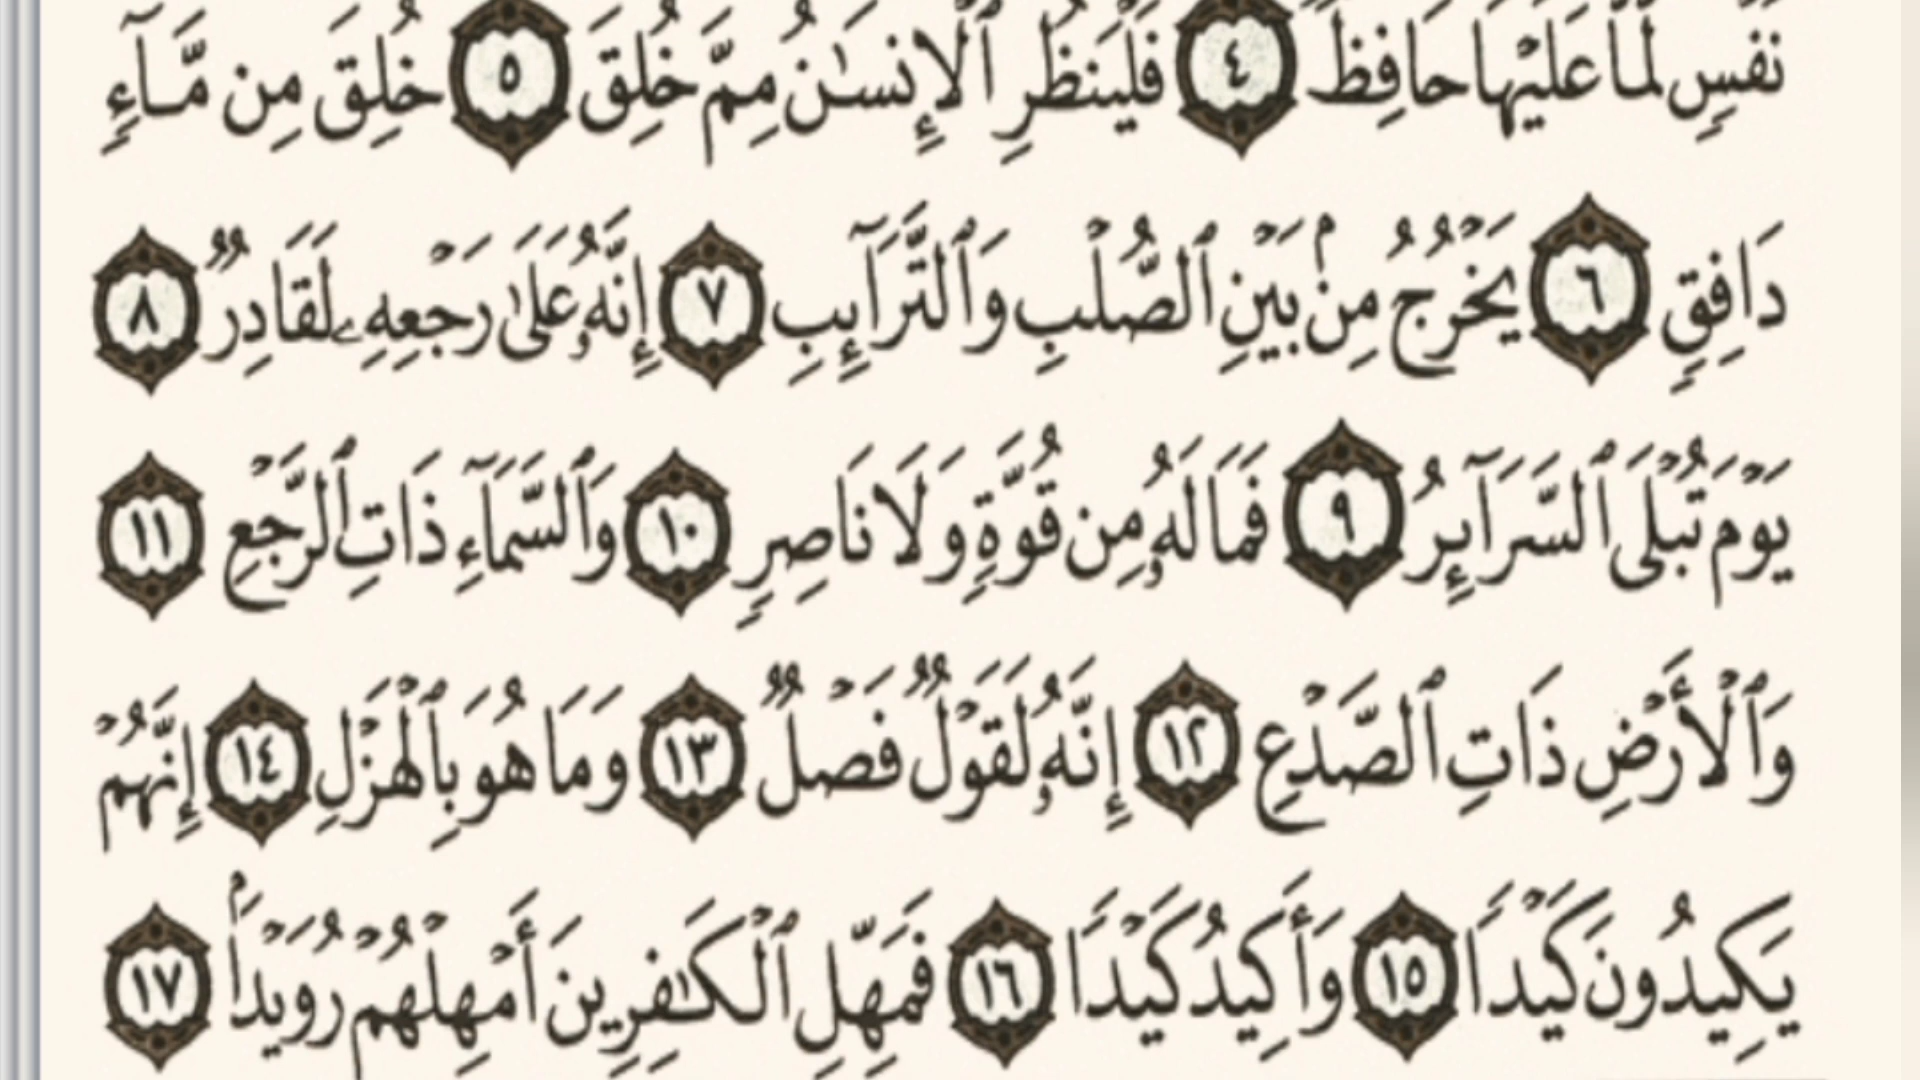 نَفۡسٖ لَّمَّا عَلَيۡهَا حَافِظٞ ٤ فَلۡيَنظُرِ ٱلۡإِنسَٰنُ مِمَّ خُلِقَ ٥ خُلِقَ مِن مَّآءٖ
دَافِقٖ ٦ يَخۡرُجُ مِنۢ بَيۡنِ ٱلصُّلۡبِ وَٱلتَّرَآئِبِ ٧ إِنَّهُۥ عَلَىٰ رَجۡعِهِۦ لَقَادِرٞ ٨
يَوۡمَ تُبۡلَى ٱلسَّرَآئِرُ ٩ فَمَا لَهُۥ مِن قُوَّةٖ وَلَا نَاصِرٖ ١٠ وَٱلسَّمَآءِ ذَاتِ ٱلرَّجۡعِ ١١
وَٱلۡأَرۡضِ ذَاتِ ٱلصَّدۡعِ ١٢ إِنَّهُۥ لَقَوۡلٞ فَصۡلٞ ١٣ وَمَا هُوَ بِٱلۡهَزۡلِ ١٤ إِنَّهُمۡ
يَكِيدُونَ كَيۡدٗا ١٥ وَأَكِيدُ كَيۡدٗا ١٦ فَمَهِّلِ ٱلۡكَٰفِرِينَ أَمۡهِلۡهُمۡ رُوَيۡدَۢا ١٧